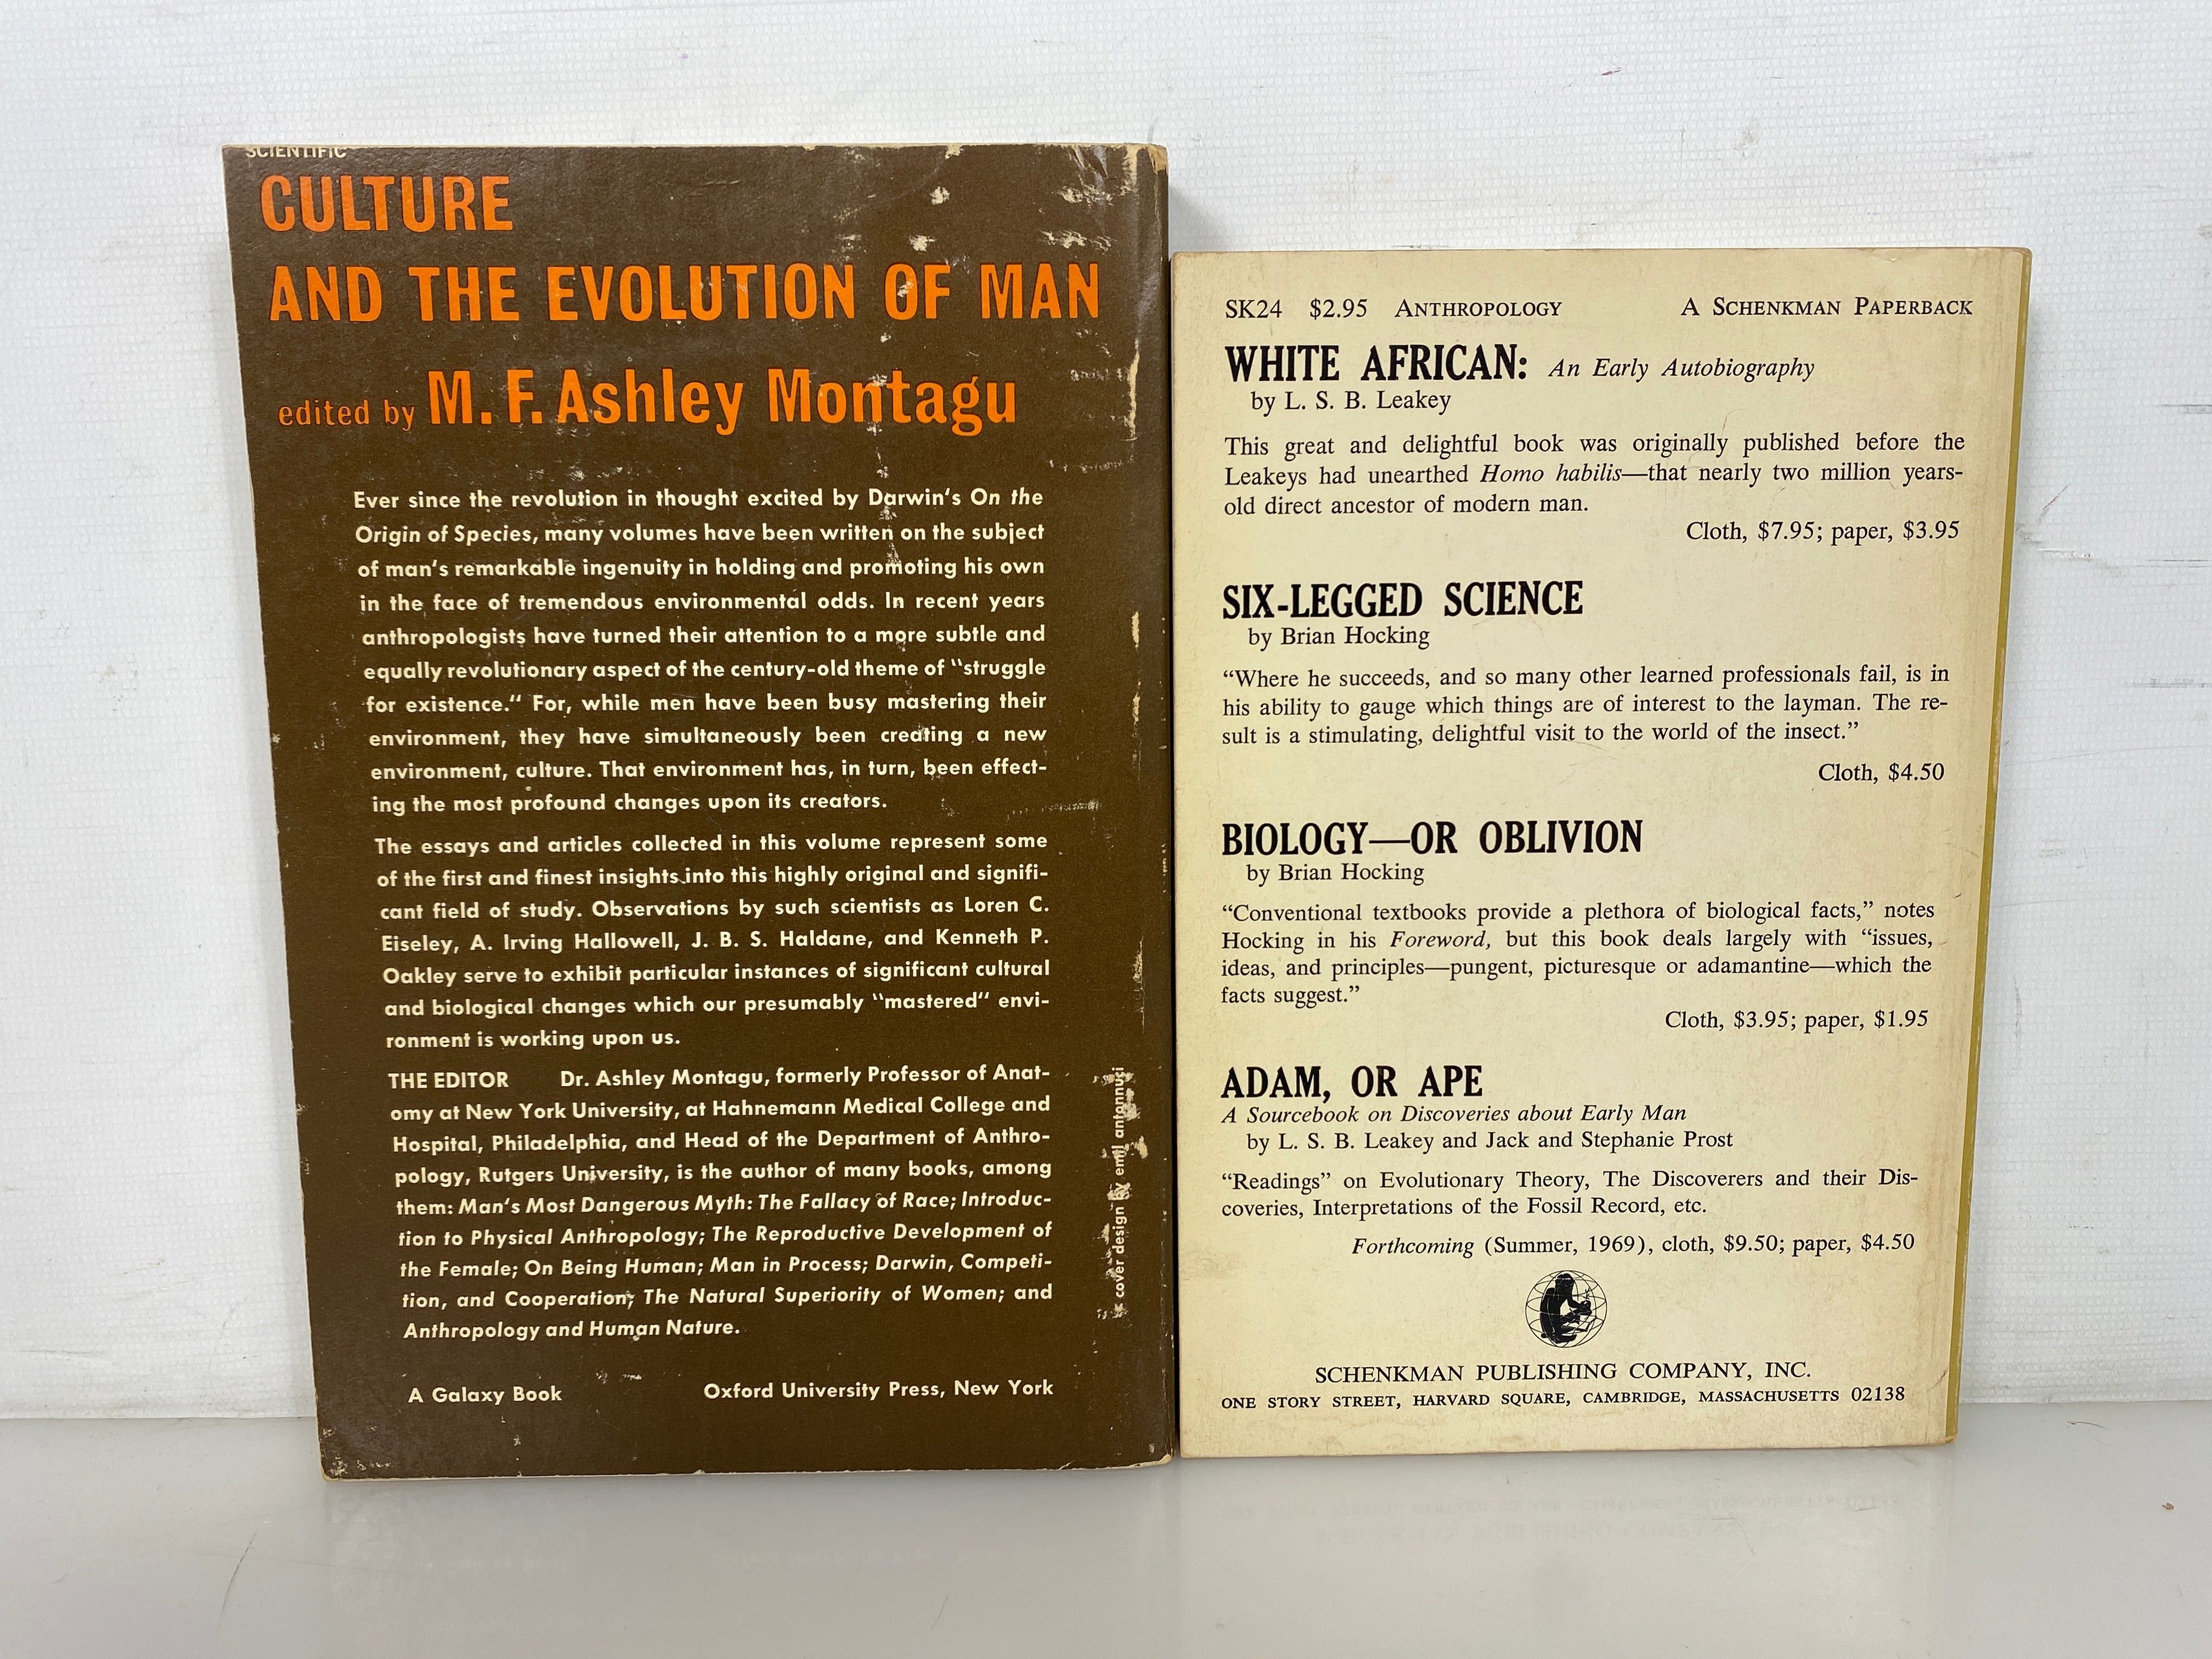 SCIENTIFIC
CULTURE
AND THE EVOLUTION OF MAN
edited by M. F. Ashley Montagu
Ever since the revolution in thought excited by Darwin's On the
Origin of Species, many volumes have been written on the subject
of man's remarkable ingenuity in holding and promoting his own
in the face of tremendous environmental odds. In recent years
anthropologists have turned their attention to a more subtle and
equally revolutionary aspect of the century-old theme of "struggle
for existence." For, while men have been busy mastering their
environment, they have simultaneously been creating a new
environment, culture. That environment has, in turn, been effect-
ing the most profound changes upon its creators.
The essays and articles collected in this volume represent some
of the first and finest insights into this highly original and signifi-
cant field of study. Observations by such scientists as Loren C.
Eiseley, A. Irving Hallowell, J. B. S. Haldane, and Kenneth P.
Oakley serve to exhibit particular instances of significant cultural
and biological changes which our presumably "mastered" envi-
ronment is working upon us.
THE EDITOR Dr. Ashley Montagu, formerly Professor of Anat-
omy at New York University, at Hahnemann Medical College and
Hospital, Philadelphia, and Head of the Department of Anthro-
pology, Rutgers University, is the author of many books, among
them: Man's Most Dangerous Myth: The Fallacy of Race; Introduc-
tion to Physical Anthropology; The Reproductive Development of
the Female; On Being Human; Man in Process; Darwin, Competi-
tion, and Cooperation; The Natural Superiority of Women; and
Anthropology and Human Nature.
A Galaxy Book Oxford University Press, New York
cover design by emil antonnuci
SK24 $2.95 ANTHROPOLOGY A SCHENKMAN PAPERBACK
WHITE AFRICAN: An Early Autobiography
by L. S. B. Leakey
This great and delightful book was originally published before the
Leakeys had unearthed Homo habilis—that nearly two million years-
old direct ancestor of modern man.
Cloth, $7.95; paper, $3.95
SIX-LEGGED SCIENCE
by Brian Hocking
“Where he succeeds, and so many other learned professionals fail, is in
his ability to gauge which things are of interest to the layman. The re-
sult is a stimulating, delightful visit to the world of the insect.”
Cloth, $4.50
BIOLOGY—OR OBLIVION
by Brian Hocking
“Conventional textbooks provide a plethora of biological facts,” notes
Hocking in his Foreword, but this book deals largely with “issues,
ideas, and principles—pungent, picturesque or adamantine—which the
facts suggest.”
Cloth, $3.95; paper, $1.95
ADAM, OR APE
A Sourcebook on Discoveries about Early Man
by L. S. B. Leakey and Jack and Stephanie Prost
“Readings” on Evolutionary Theory, The Discoverers and their Dis-
coveries, Interpretations of the Fossil Record, etc.
Forthcoming (Summer, 1969), cloth, $9.50; paper, $4.50
SCHENKMAN PUBLISHING COMPANY, INC.
ONE STORY STREET, HARVARD SQUARE, CAMBRIDGE, MASSACHUSETTS 02138